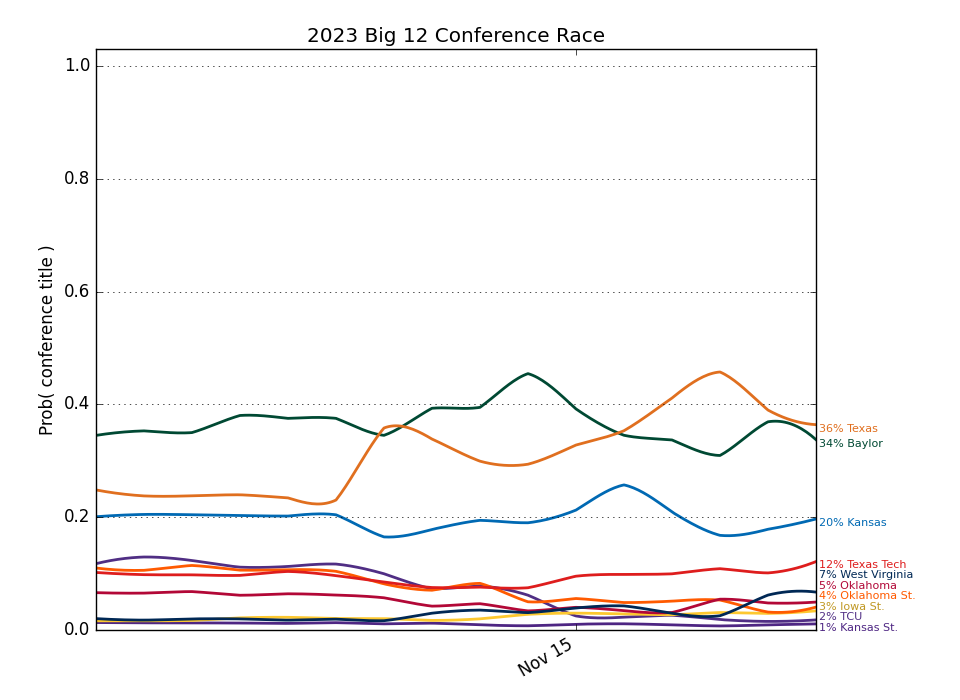 2023 Big 12 Conference Race
Prob( conference title )
1.0
0.8
0.6
0.4
0.2
0.0
Nov 15
36% Texas
34% Baylor
20% Kansas
12% Texas Tech
7% West Virginia
5% Oklahoma
4% Oklahoma St.
3% Iowa St.
2% TCU
1% Kansas St.